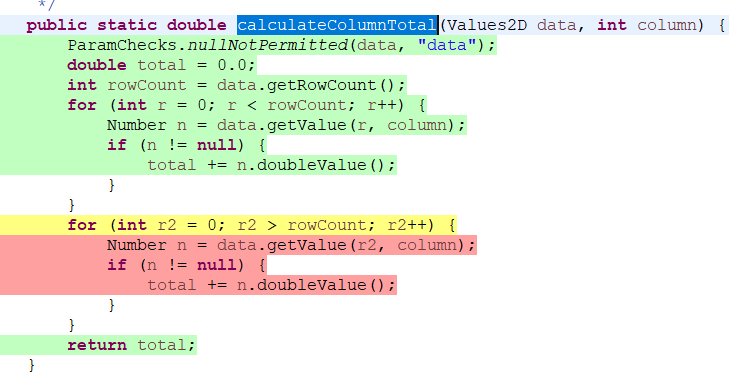 */
public static double calculateColumnTotal(Values2D data, int column) {
    ParamChecks.nullNotPermitted(data, "data");
    double total = 0.0;
    int rowCount = data.getRowCount();
    for (int r = 0; r < rowCount; r++) {
        Number n = data.getValue(r, column);
        if (n != null) {
            total += n.doubleValue();
        }
    }
    for (int r2 = 0; r2 > rowCount; r2++) {
        Number n = data.getValue(r2, column);
        if (n != null) {
            total += n.doubleValue();
        }
    }
    return total;
}